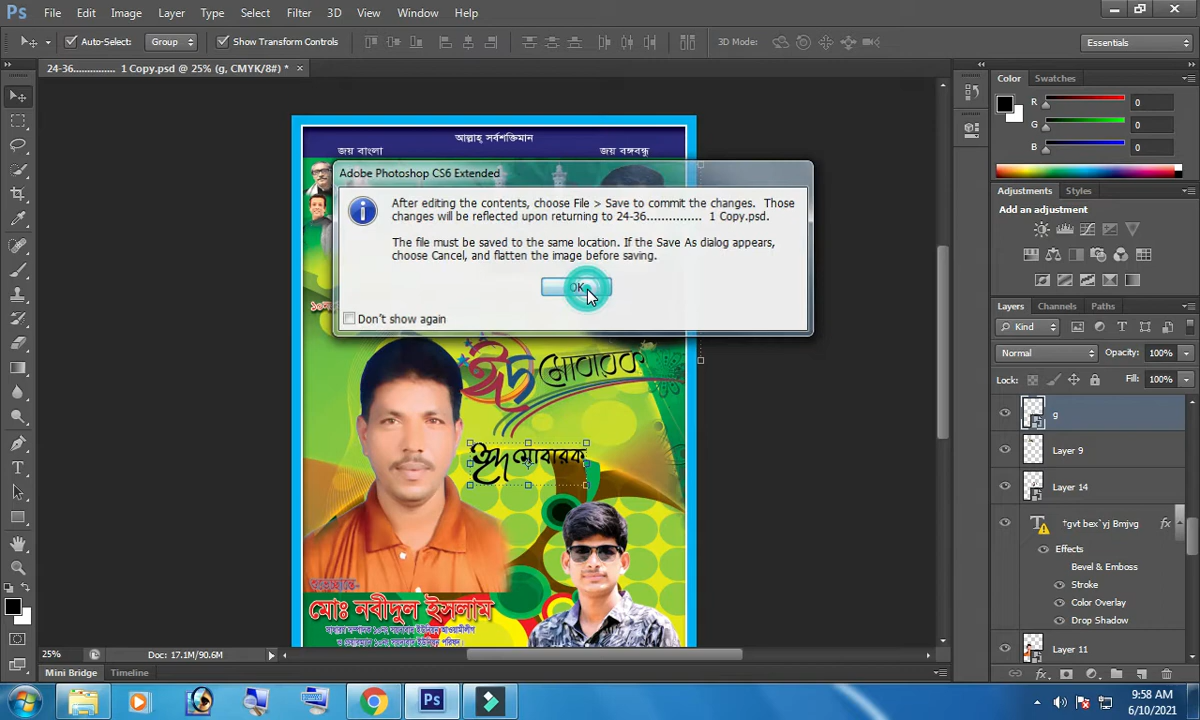 Ps File Edit Image Layer Type Select Filter 3D View Window Help
Auto-Select: Group Show Transform Controls 3D Mode: Essentials
24-36............... 1 Copy.psd @ 25% (g, CMYK/8#) * ×
আল্লাহ্ সর্বশক্তিমান
জয় বাংলা জয় বঙ্গবন্ধু
Adobe Photoshop CS6 Extended
After editing the contents, choose File > Save to commit the changes. Those
changes will be reflected upon returning to 24-36............... 1 Copy.psd.
The file must be saved to the same location. If the Save As dialog appears,
choose Cancel, and flatten the image before saving.
OK
Don't show again
ঈদ মোবারক
ঈদ মোবারক
শুভেচ্ছান্তে-
মোঃ নবীদুল ইসলাম
25% Doc: 17.1M/90.6M
Mini Bridge Timeline
Color Swatches
R 0
G 0
B 0
Adjustments Styles
Add an adjustment
Layers Channels Paths
Kind
Normal Opacity: 100%
Lock: Fill: 100%
g
Layer 9
Layer 14
†gvt bex`yj Bmjvg fx
Effects
Bevel & Emboss
Stroke
Color Overlay
Drop Shadow
Layer 11
9:58 AM
6/10/2021